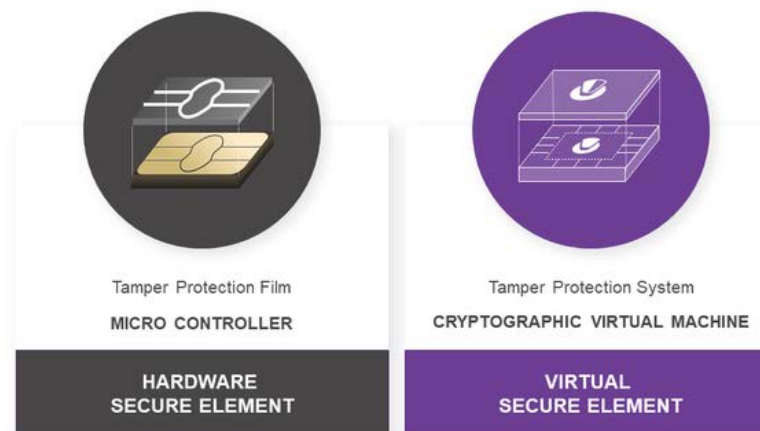 Tamper Protection Film
MICRO CONTROLLER
HARDWARE
SECURE ELEMENT
Tamper Protection System
CRYPTOGRAPHIC VIRTUAL MACHINE
VIRTUAL
SECURE ELEMENT